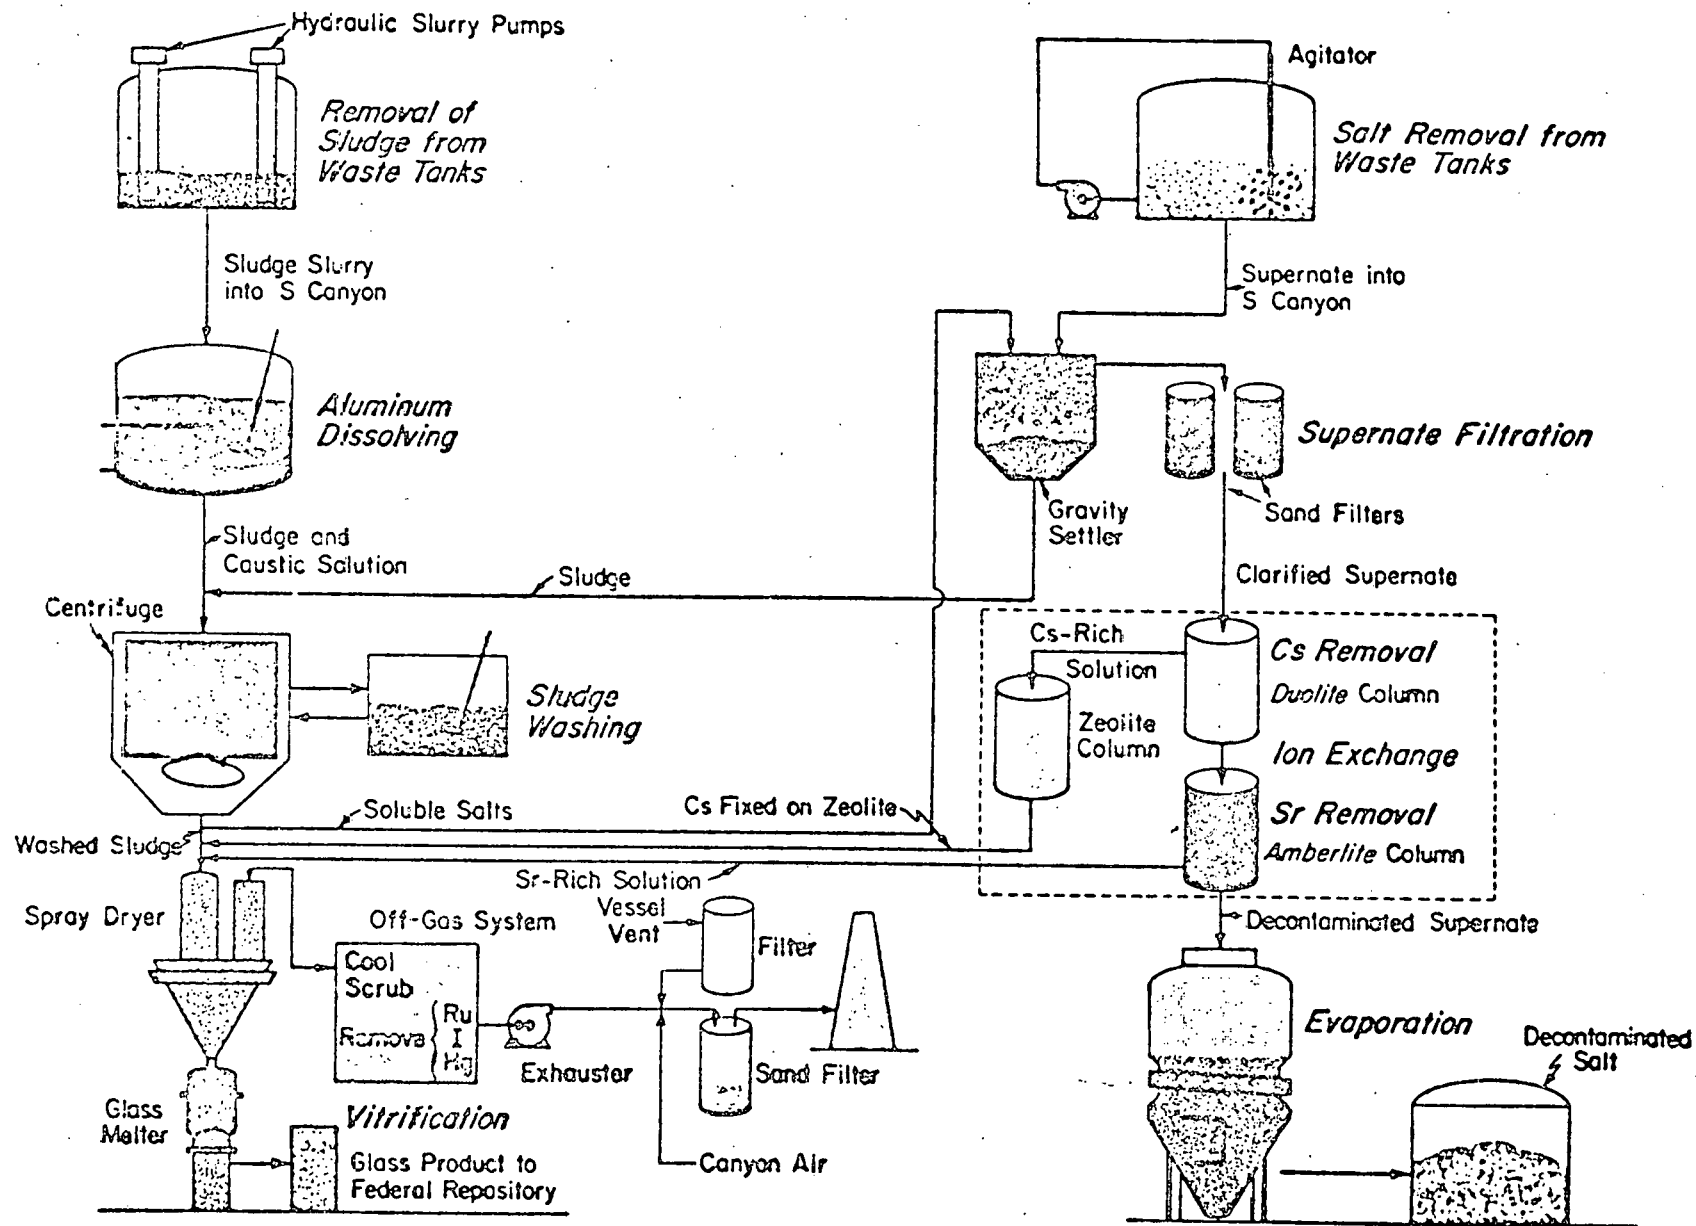 Hydraulic Slurry Pumps
Removal of
Sludge from
Waste Tanks
Agitator
Salt Removal from
Waste Tanks
Sludge Slurry
into S Canyon
Supernate into
S Canyon
Aluminum
Dissolving
Supernate Filtration
Gravity
Settler
Sand Filters
Sludge and
Caustic Solution
Sludge
Clarified Supernate
Centrifuge
Cs-Rich
Solution
Cs Removal
Duolite Column
Sludge
Washing
Zeolite
Column
Ion Exchange
Soluble Salts
Cs Fixed on Zeolite
Sr Removal
Amberlite Column
Washed Sludge
Sr-Rich Solution
Spray Dryer
Off-Gas System
Vessel
Vent
Filter
Decontaminated Supernate
Cool
Scrub
Remova
Ru
I
Hg
Exhauster
Sand Filter
Evaporation
Decontaminated
Salt
Glass
Melter
Vitrification
Glass Product to
Federal Repository
Canyon Air